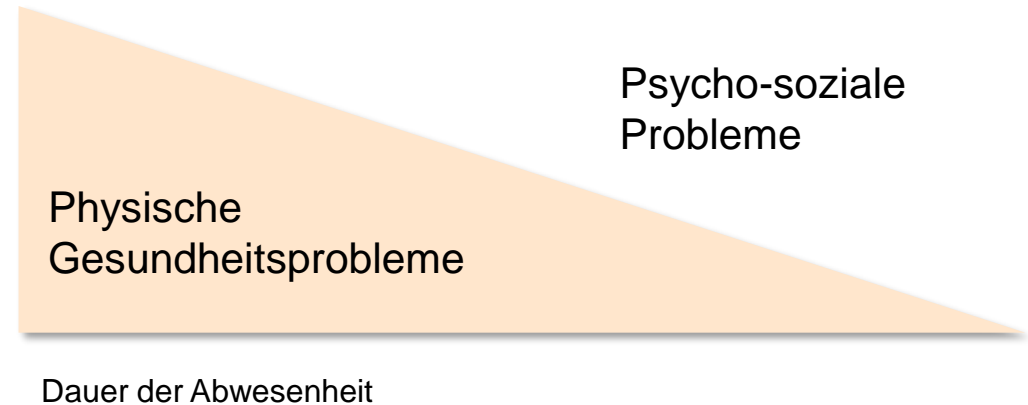 Psycho-soziale
Probleme
Physische
Gesundheitsprobleme
Dauer der Abwesenheit